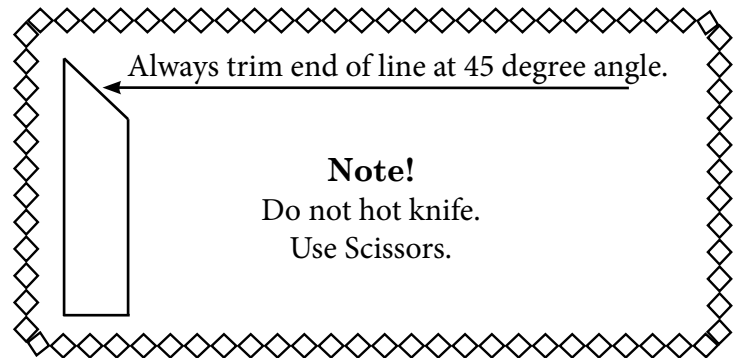 Always trim end of line at 45 degree angle.
Note!
Do not hot knife.
Use Scissors.